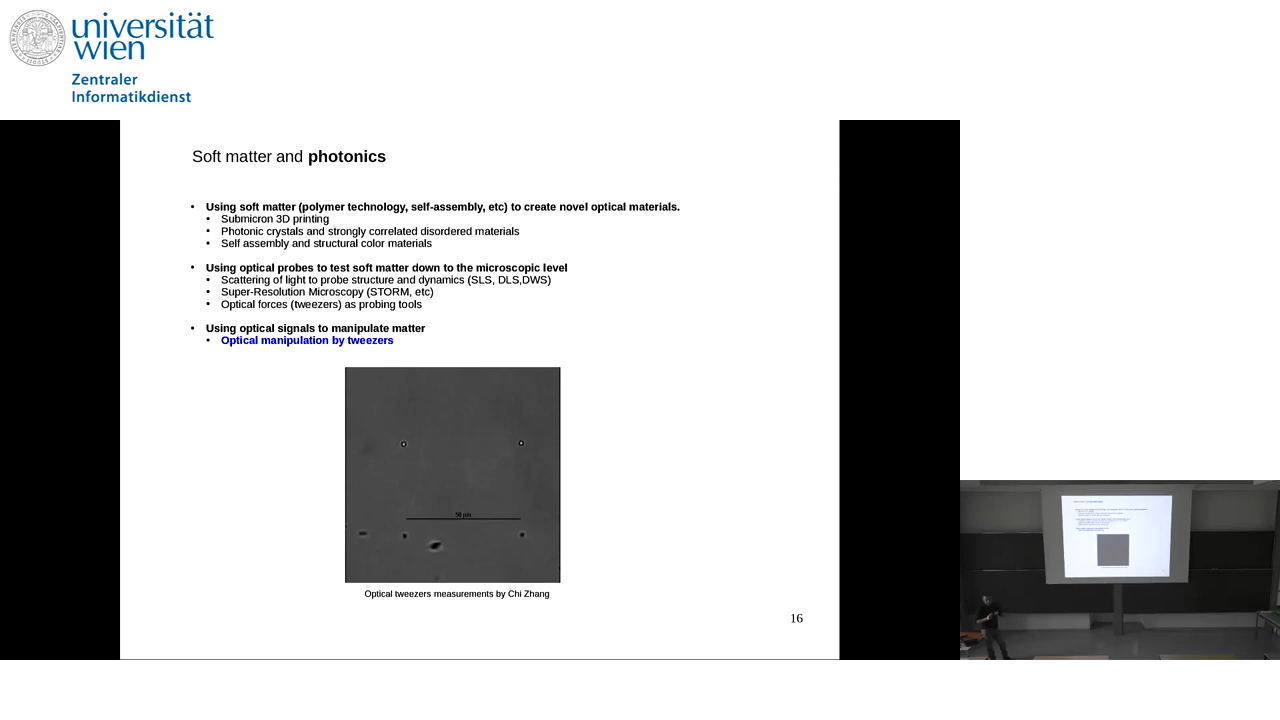 universität
wien
Zentraler
Informatikdienst
Soft matter and photonics
• Using soft matter (polymer technology, self-assembly, etc) to create novel optical materials.
• Submicron 3D printing
• Photonic crystals and strongly correlated disordered materials
• Self assembly and structural color materials
• Using optical probes to test soft matter down to the microscopic level
• Scattering of light to probe structure and dynamics (SLS, DLS,DWS)
• Super-Resolution Microscopy (STORM, etc)
• Optical forces (tweezers) as probing tools
• Using optical signals to manipulate matter
• Optical manipulation by tweezers
50 µm
Optical tweezers measurements by Chi Zhang
16